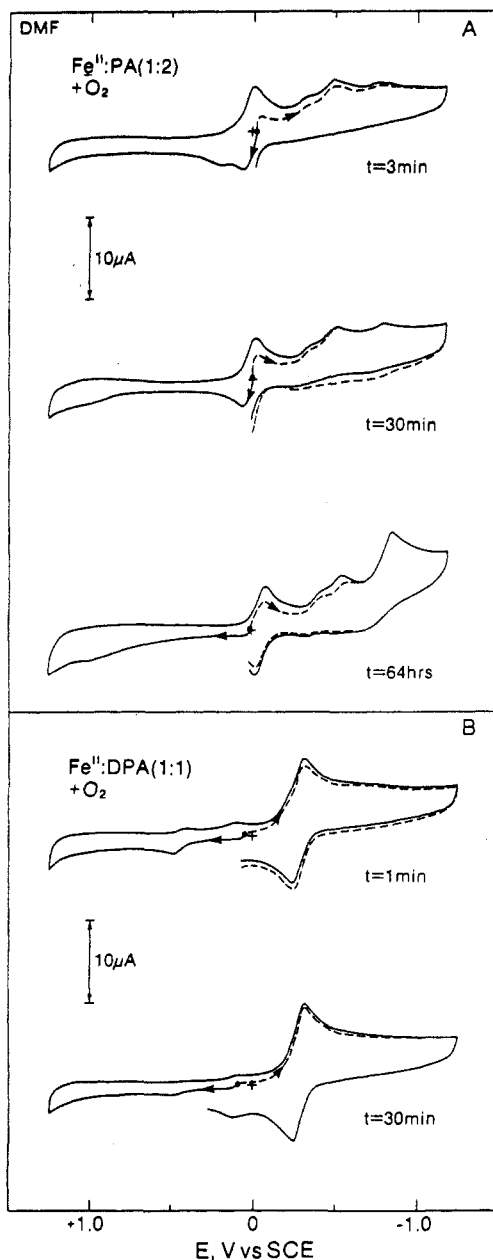 DMF
A
Fe^II:PA(1:2)
+O₂
t=3min
10μA
t=30min
t=64hrs
B
Fe^II:DPA(1:1)
+O₂
t=1min
10μA
t=30min
+1.0 0 -1.0
E, V vs SCE